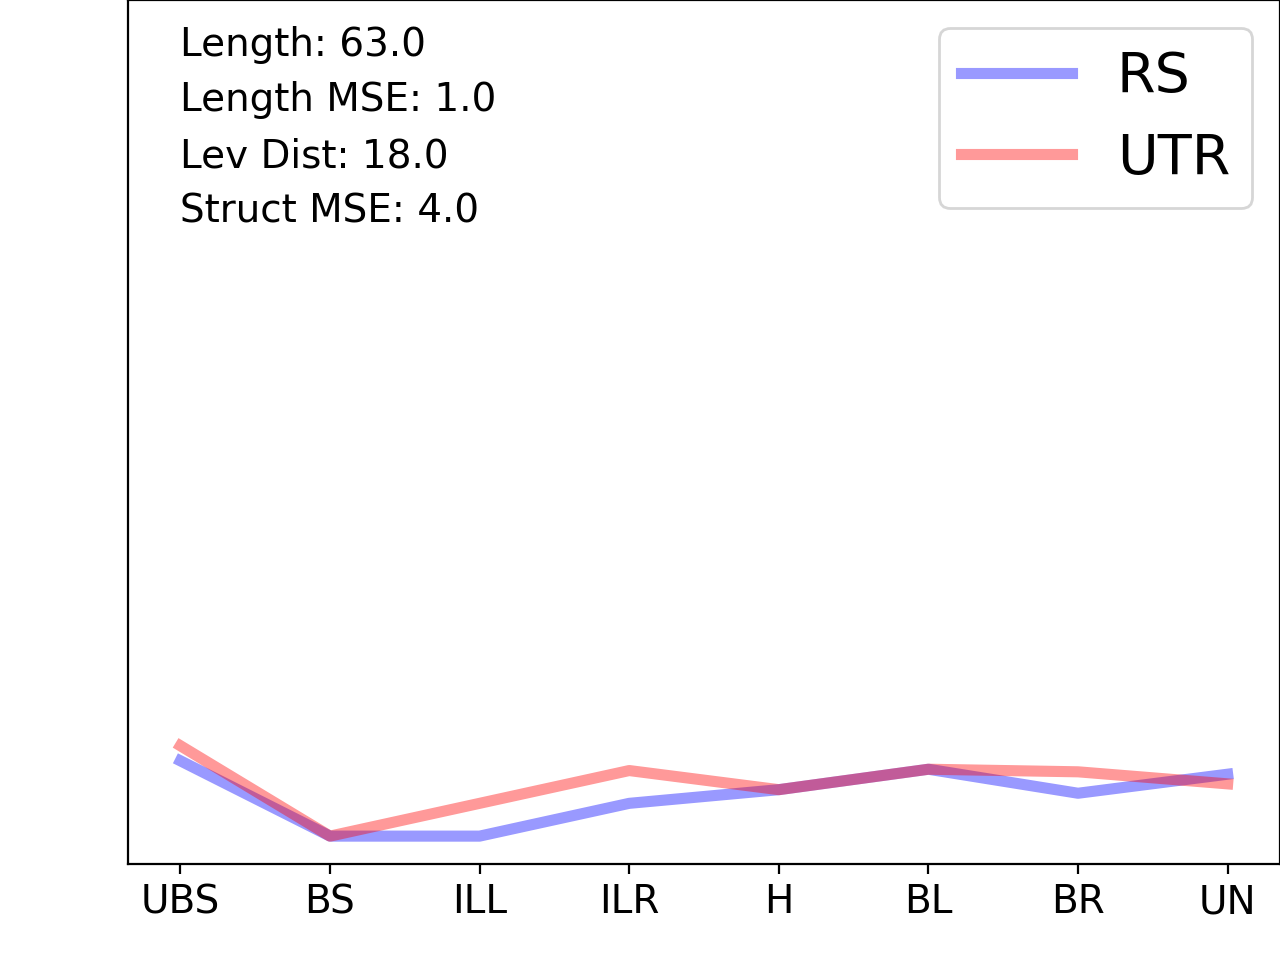 Length: 63.0
Length MSE: 1.0
Lev Dist: 18.0
Struct MSE: 4.0
RS
UTR
UBS BS ILL ILR H BL BR UN